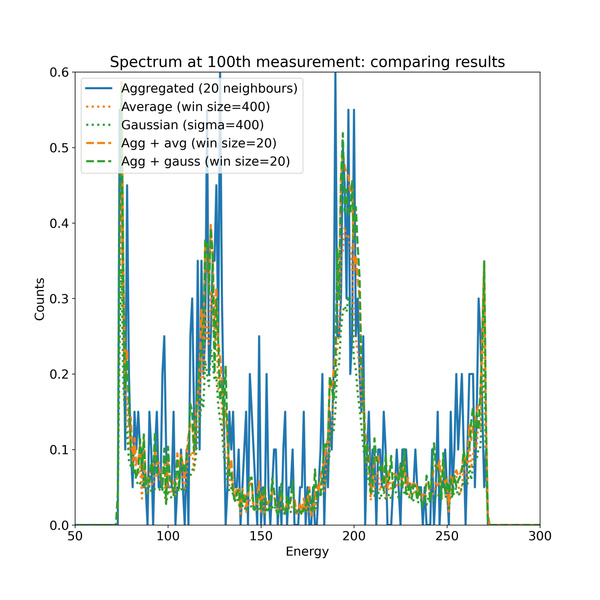 Spectrum at 100th measurement: comparing results
0.6
Aggregated (20 neighbours)
Average (win size=400)
Gaussian (sigma=400)
Agg + avg (win size=20)
Agg + gauss (win size=20)
0.5
0.4
0.3
0.2
0.1
0.0
Counts
50
100
150
200
250
300
Energy